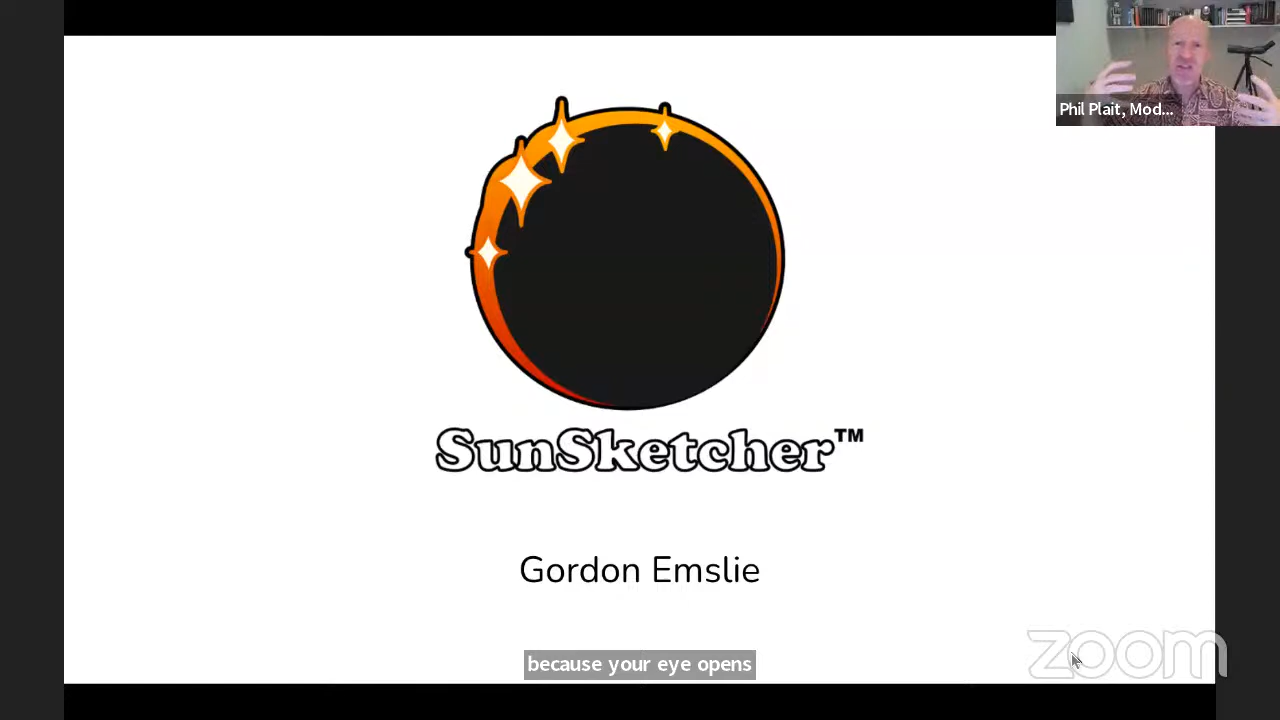 Phil Plait, Mod...
SunSketcher™
Gordon Emslie
because your eye opens
zoom